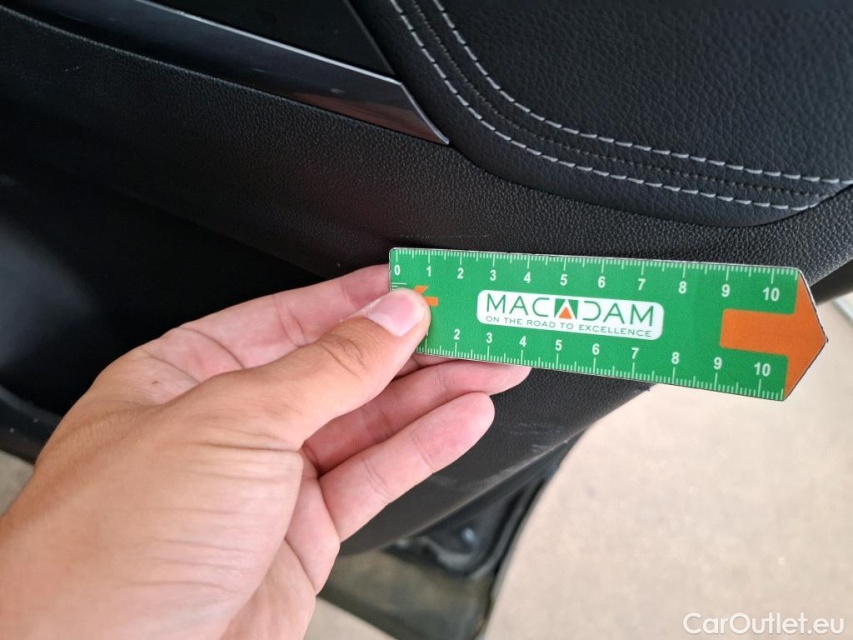 0 1 2 3 4 5 6 7 8 9 10
MACADAM
ON THE ROAD TO EXCELLENCE
2 3 4 5 6 7 8 9 10
CarOutlet.eu